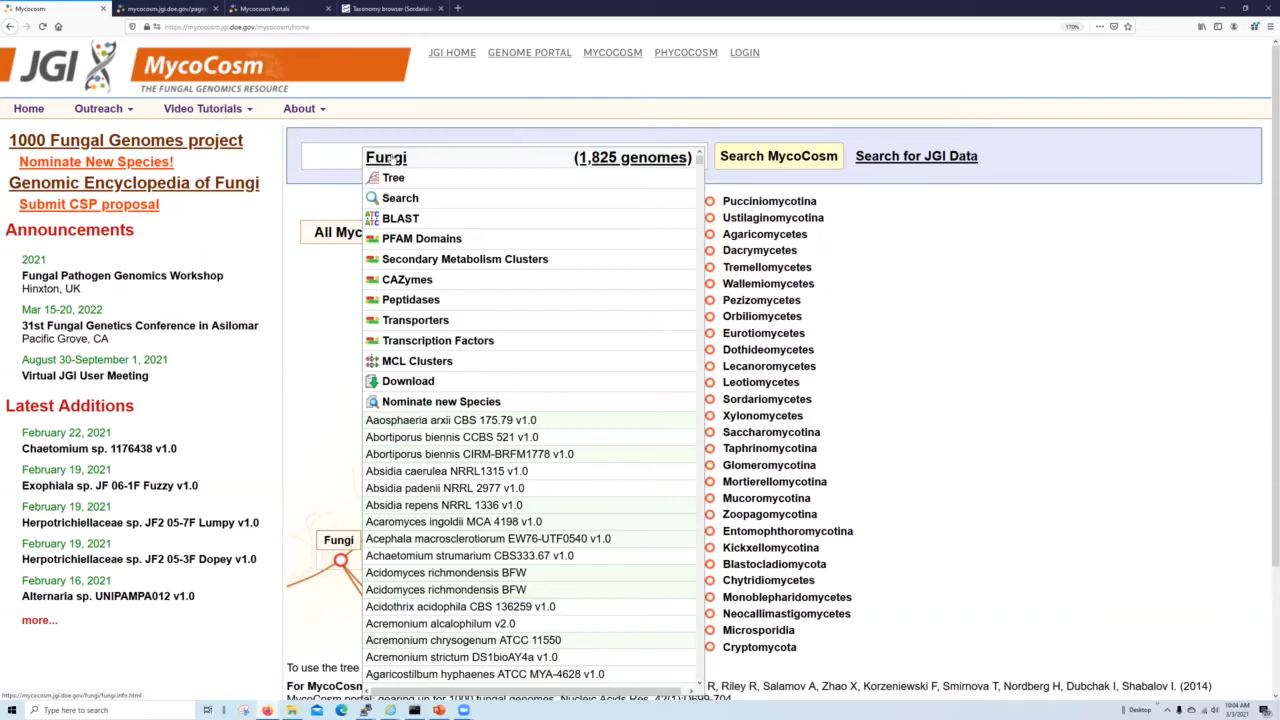 Mycocosm
mycocosm.jgi.doe.gov/page
Mycocosm Portals
Taxonomy browser (Sordariale
https://mycocosm.jgi.doe.gov/mycocosm/home
170%
JGI
MycoCosm
THE FUNGAL GENOMICS RESOURCE
JGI HOME GENOME PORTAL MYCOCOSM PHYCOCOSM LOGIN
Home Outreach Video Tutorials About
1000 Fungal Genomes project
Nominate New Species!
Genomic Encyclopedia of Fungi
Submit CSP proposal
Announcements
2021
Fungal Pathogen Genomics Workshop
Hinxton, UK
Mar 15-20, 2022
31st Fungal Genetics Conference in Asilomar
Pacific Grove, CA
August 30-September 1, 2021
Virtual JGI User Meeting
Latest Additions
February 22, 2021
Chaetomium sp. 1176438 v1.0
February 19, 2021
Exophiala sp. JF 06-1F Fuzzy v1.0
February 19, 2021
Herpotrichiellaceae sp. JF2 05-7F Lumpy v1.0
February 19, 2021
Herpotrichiellaceae sp. JF2 05-3F Dopey v1.0
February 16, 2021
Alternaria sp. UNIPAMPA012 v1.0
more...
Search MycoCosm Search for JGI Data
All Myc
Fungi
Fungi (1,825 genomes)
Tree
Search
BLAST
PFAM Domains
Secondary Metabolism Clusters
CAZymes
Peptidases
Transporters
Transcription Factors
MCL Clusters
Download
Nominate new Species
Aaosphaeria arxii CBS 175.79 v1.0
Abortiporus biennis CCBS 521 v1.0
Abortiporus biennis CIRM-BRFM1778 v1.0
Absidia caerulea NRRL1315 v1.0
Absidia padenii NRRL 2977 v1.0
Absidia repens NRRL 1336 v1.0
Acaromyces ingoldii MCA 4198 v1.0
Acephala macrosclerotiorum EW76-UTF0540 v1.0
Achaetomium strumarium CBS333.67 v1.0
Acidomyces richmondensis BFW
Acidomyces richmondensis BFW
Acidothrix acidophila CBS 136259 v1.0
Acremonium alcalophilum v2.0
Acremonium chrysogenum ATCC 11550
Acremonium strictum DS1bioAY4a v1.0
Agaricostilbum hyphaenes ATCC MYA-4628 v1.0
Pucciniomycotina
Ustilaginomycotina
Agaricomycetes
Dacrymycetes
Tremellomycetes
Wallemiomycetes
Pezizomycetes
Orbiliomycetes
Eurotiomycetes
Dothideomycetes
Lecanoromycetes
Leotiomycetes
Sordariomycetes
Xylonomycetes
Saccharomycotina
Taphrinomycotina
Glomeromycotina
Mortierellomycotina
Mucoromycotina
Zoopagomycotina
Entomophthoromycotina
Kickxellomycotina
Blastocladiomycota
Chytridiomycetes
Monoblepharidomycetes
Neocallimastigomycetes
Microsporidia
Cryptomycota
To use the tree
For MycoCosm R, Riley R, Salamov A, Zhao X, Korzeniewski F, Smirnova T, Nordberg H, Dubchak I, Shabalov I. (2014)
https://mycocosm.jgi.doe.gov/fungi/fungi.info.html
Type here to search
Desktop
10:04 AM
3/3/2021